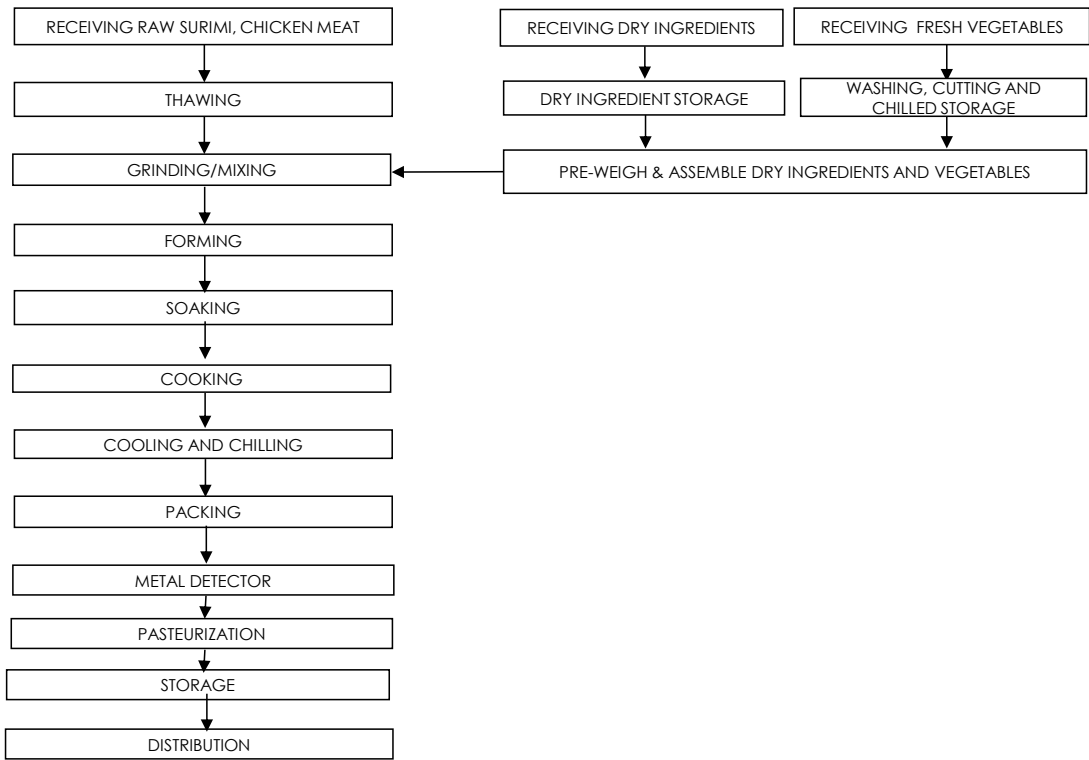 RECEIVING RAW SURIMI, CHICKEN MEAT
RECEIVING DRY INGREDIENTS
RECEIVING FRESH VEGETABLES
THAWING
DRY INGREDIENT STORAGE
WASHING, CUTTING AND
CHILLED STORAGE
GRINDING/MIXING
PRE-WEIGH & ASSEMBLE DRY INGREDIENTS AND VEGETABLES
FORMING
SOAKING
COOKING
COOLING AND CHILLING
PACKING
METAL DETECTOR
PASTEURIZATION
STORAGE
DISTRIBUTION